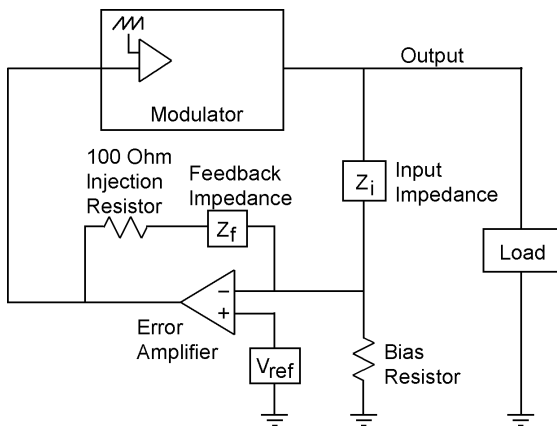 Modulator
Output
100 Ohm
Injection
Resistor
Feedback
Impedance
Zf
Zi
Input
Impedance
Load
Error
Amplifier
Vref
Bias
Resistor